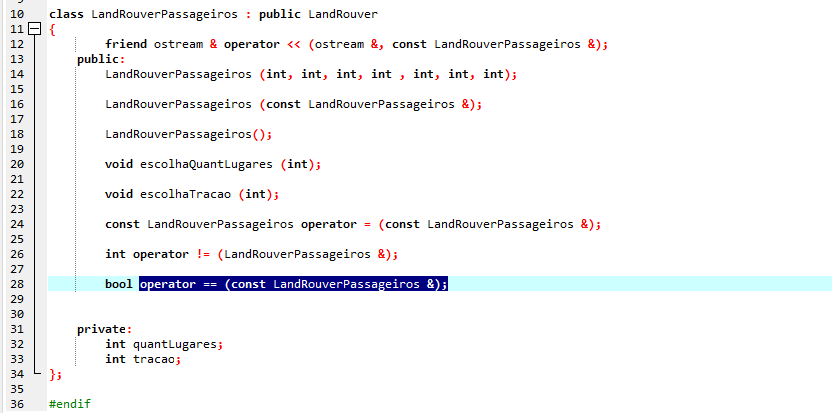 10 class LandRouverPassageiros : public LandRouver
11 {
12 friend ostream & operator << (ostream &, const LandRouverPassageiros &);
13 public:
14 LandRouverPassageiros (int, int, int, int , int, int, int);
15
16 LandRouverPassageiros (const LandRouverPassageiros &);
17
18 LandRouverPassageiros();
19
20 void escolhaQuantLugares (int);
21
22 void escolhaTracao (int);
23
24 const LandRouverPassageiros operator = (const LandRouverPassageiros &);
25
26 int operator != (LandRouverPassageiros &);
27
28 bool operator == (const LandRouverPassageiros &);
29
30
31 private:
32 int quantLugares;
33 int tracao;
34 };
35
36 #endif